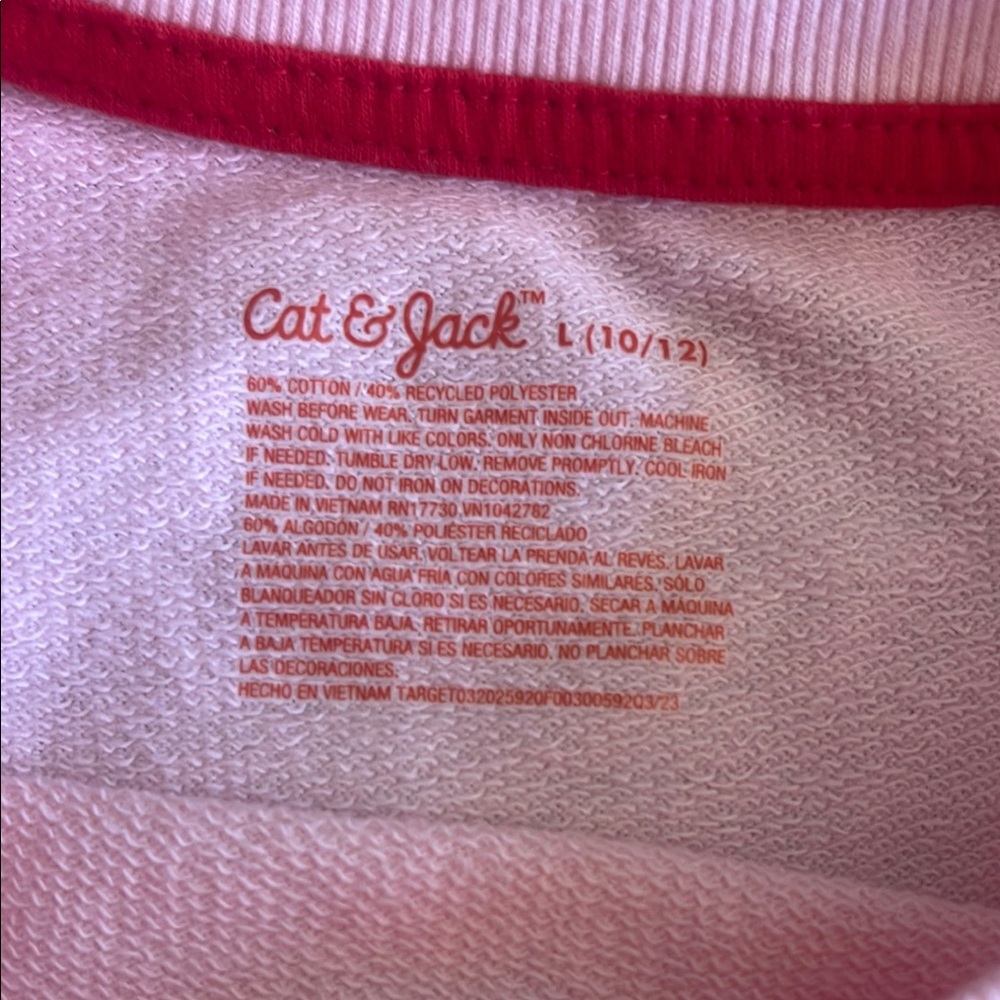 Cat & Jack™ L (10/12)
60% COTTON / 40% RECYCLED POLYESTER
WASH BEFORE WEAR. TURN GARMENT INSIDE OUT. MACHINE
WASH COLD WITH LIKE COLORS. ONLY NON CHLORINE BLEACH
IF NEEDED. TUMBLE DRY LOW. REMOVE PROMPTLY. COOL IRON
IF NEEDED. DO NOT IRON ON DECORATIONS.
MADE IN VIETNAM RN17730 VN1042762
60% ALGODÓN / 40% POLIÉSTER RECICLADO
LAVAR ANTES DE USAR. VOLTEAR LA PRENDA AL REVÉS. LAVAR
A MÁQUINA CON AGUA FRÍA CON COLORES SIMILARES. SÓLO
BLANQUEADOR SIN CLORO SI ES NECESARIO. SECAR A MÁQUINA
A TEMPERATURA BAJA. RETIRAR OPORTUNAMENTE. PLANCHAR
A BAJA TEMPERATURA SI ES NECESARIO. NO PLANCHAR SOBRE
LAS DECORACIONES.
HECHO EN VIETNAM TARGET032D25920F0030059203/23